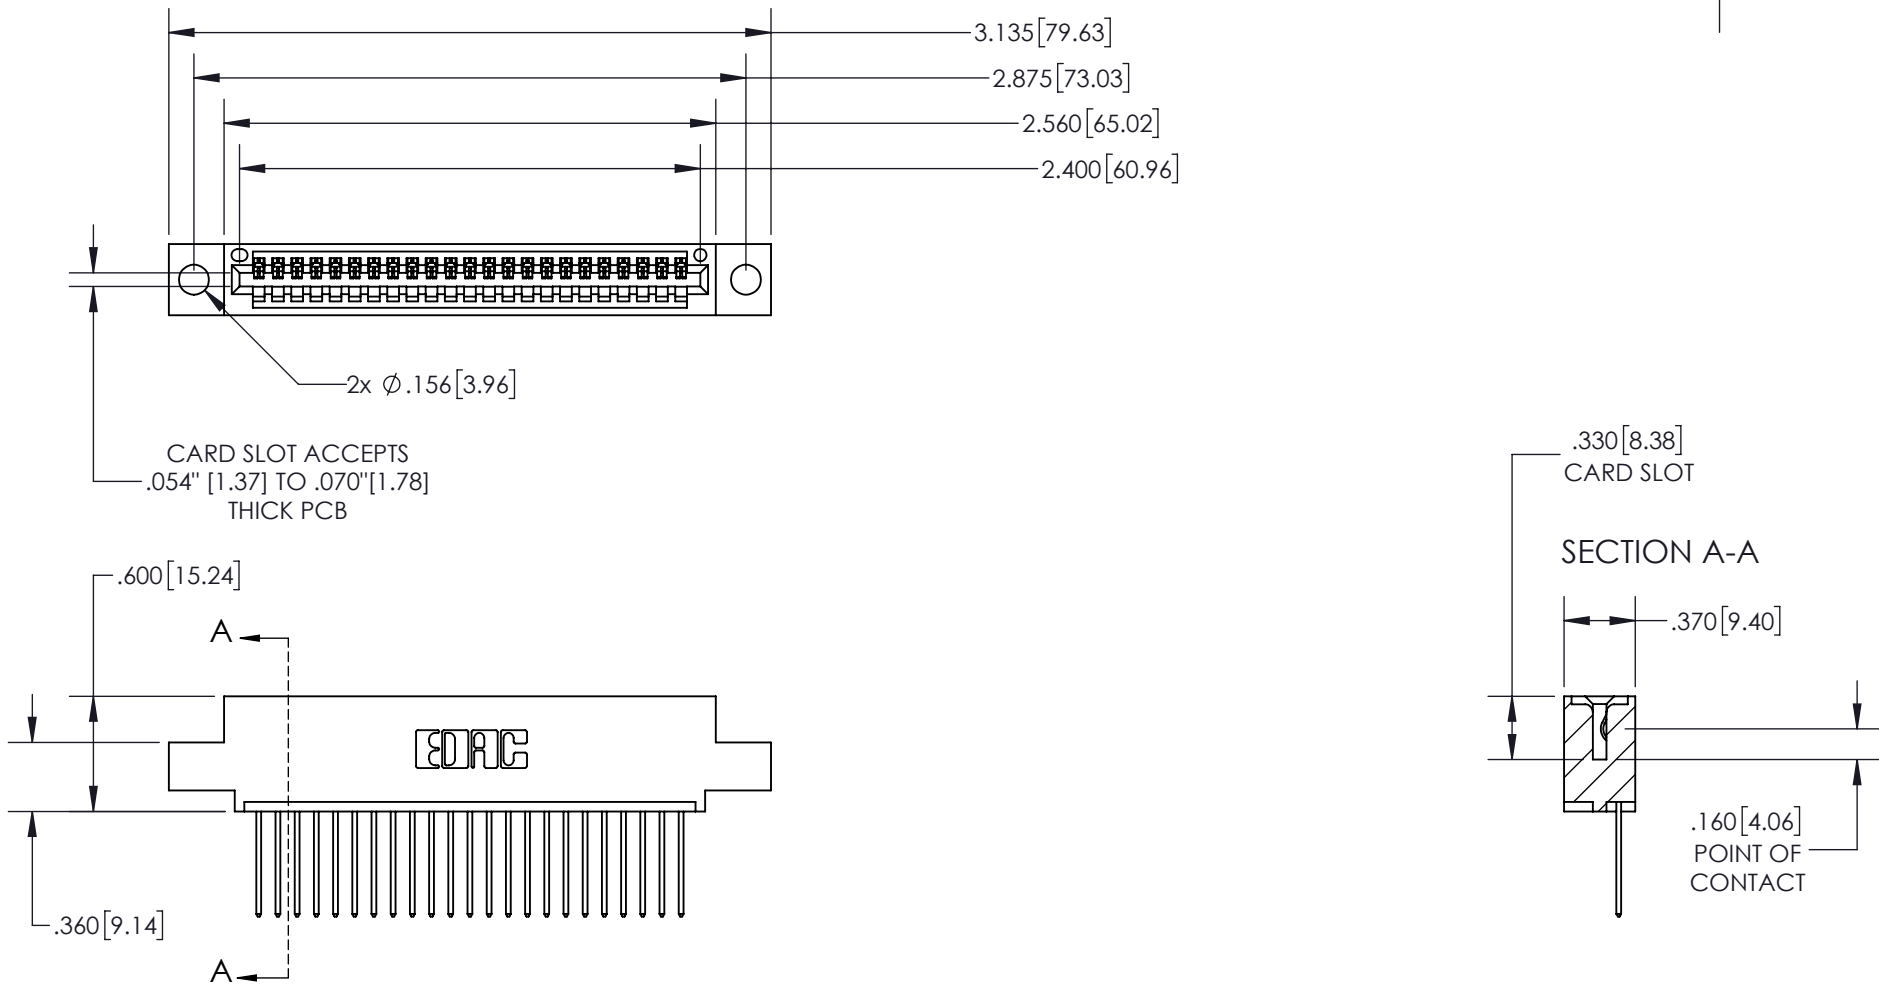 3.135[79.63]
2.875[73.03]
2.560[65.02]
2.400[60.96]
2x Ø.156[3.96]
CARD SLOT ACCEPTS
.054" [1.37] TO .070"[1.78]
THICK PCB
.330[8.38]
CARD SLOT
SECTION A-A
.600[15.24]
.370[9.40]
A
EDAC
.160[4.06]
POINT OF
CONTACT
.360[9.14]
A